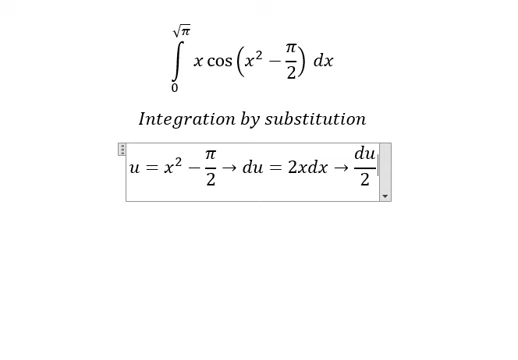 ∫₀^√π x cos(x² − π/2) dx
Integration by substitution
u = x² − π/2 → du = 2xdx → du/2